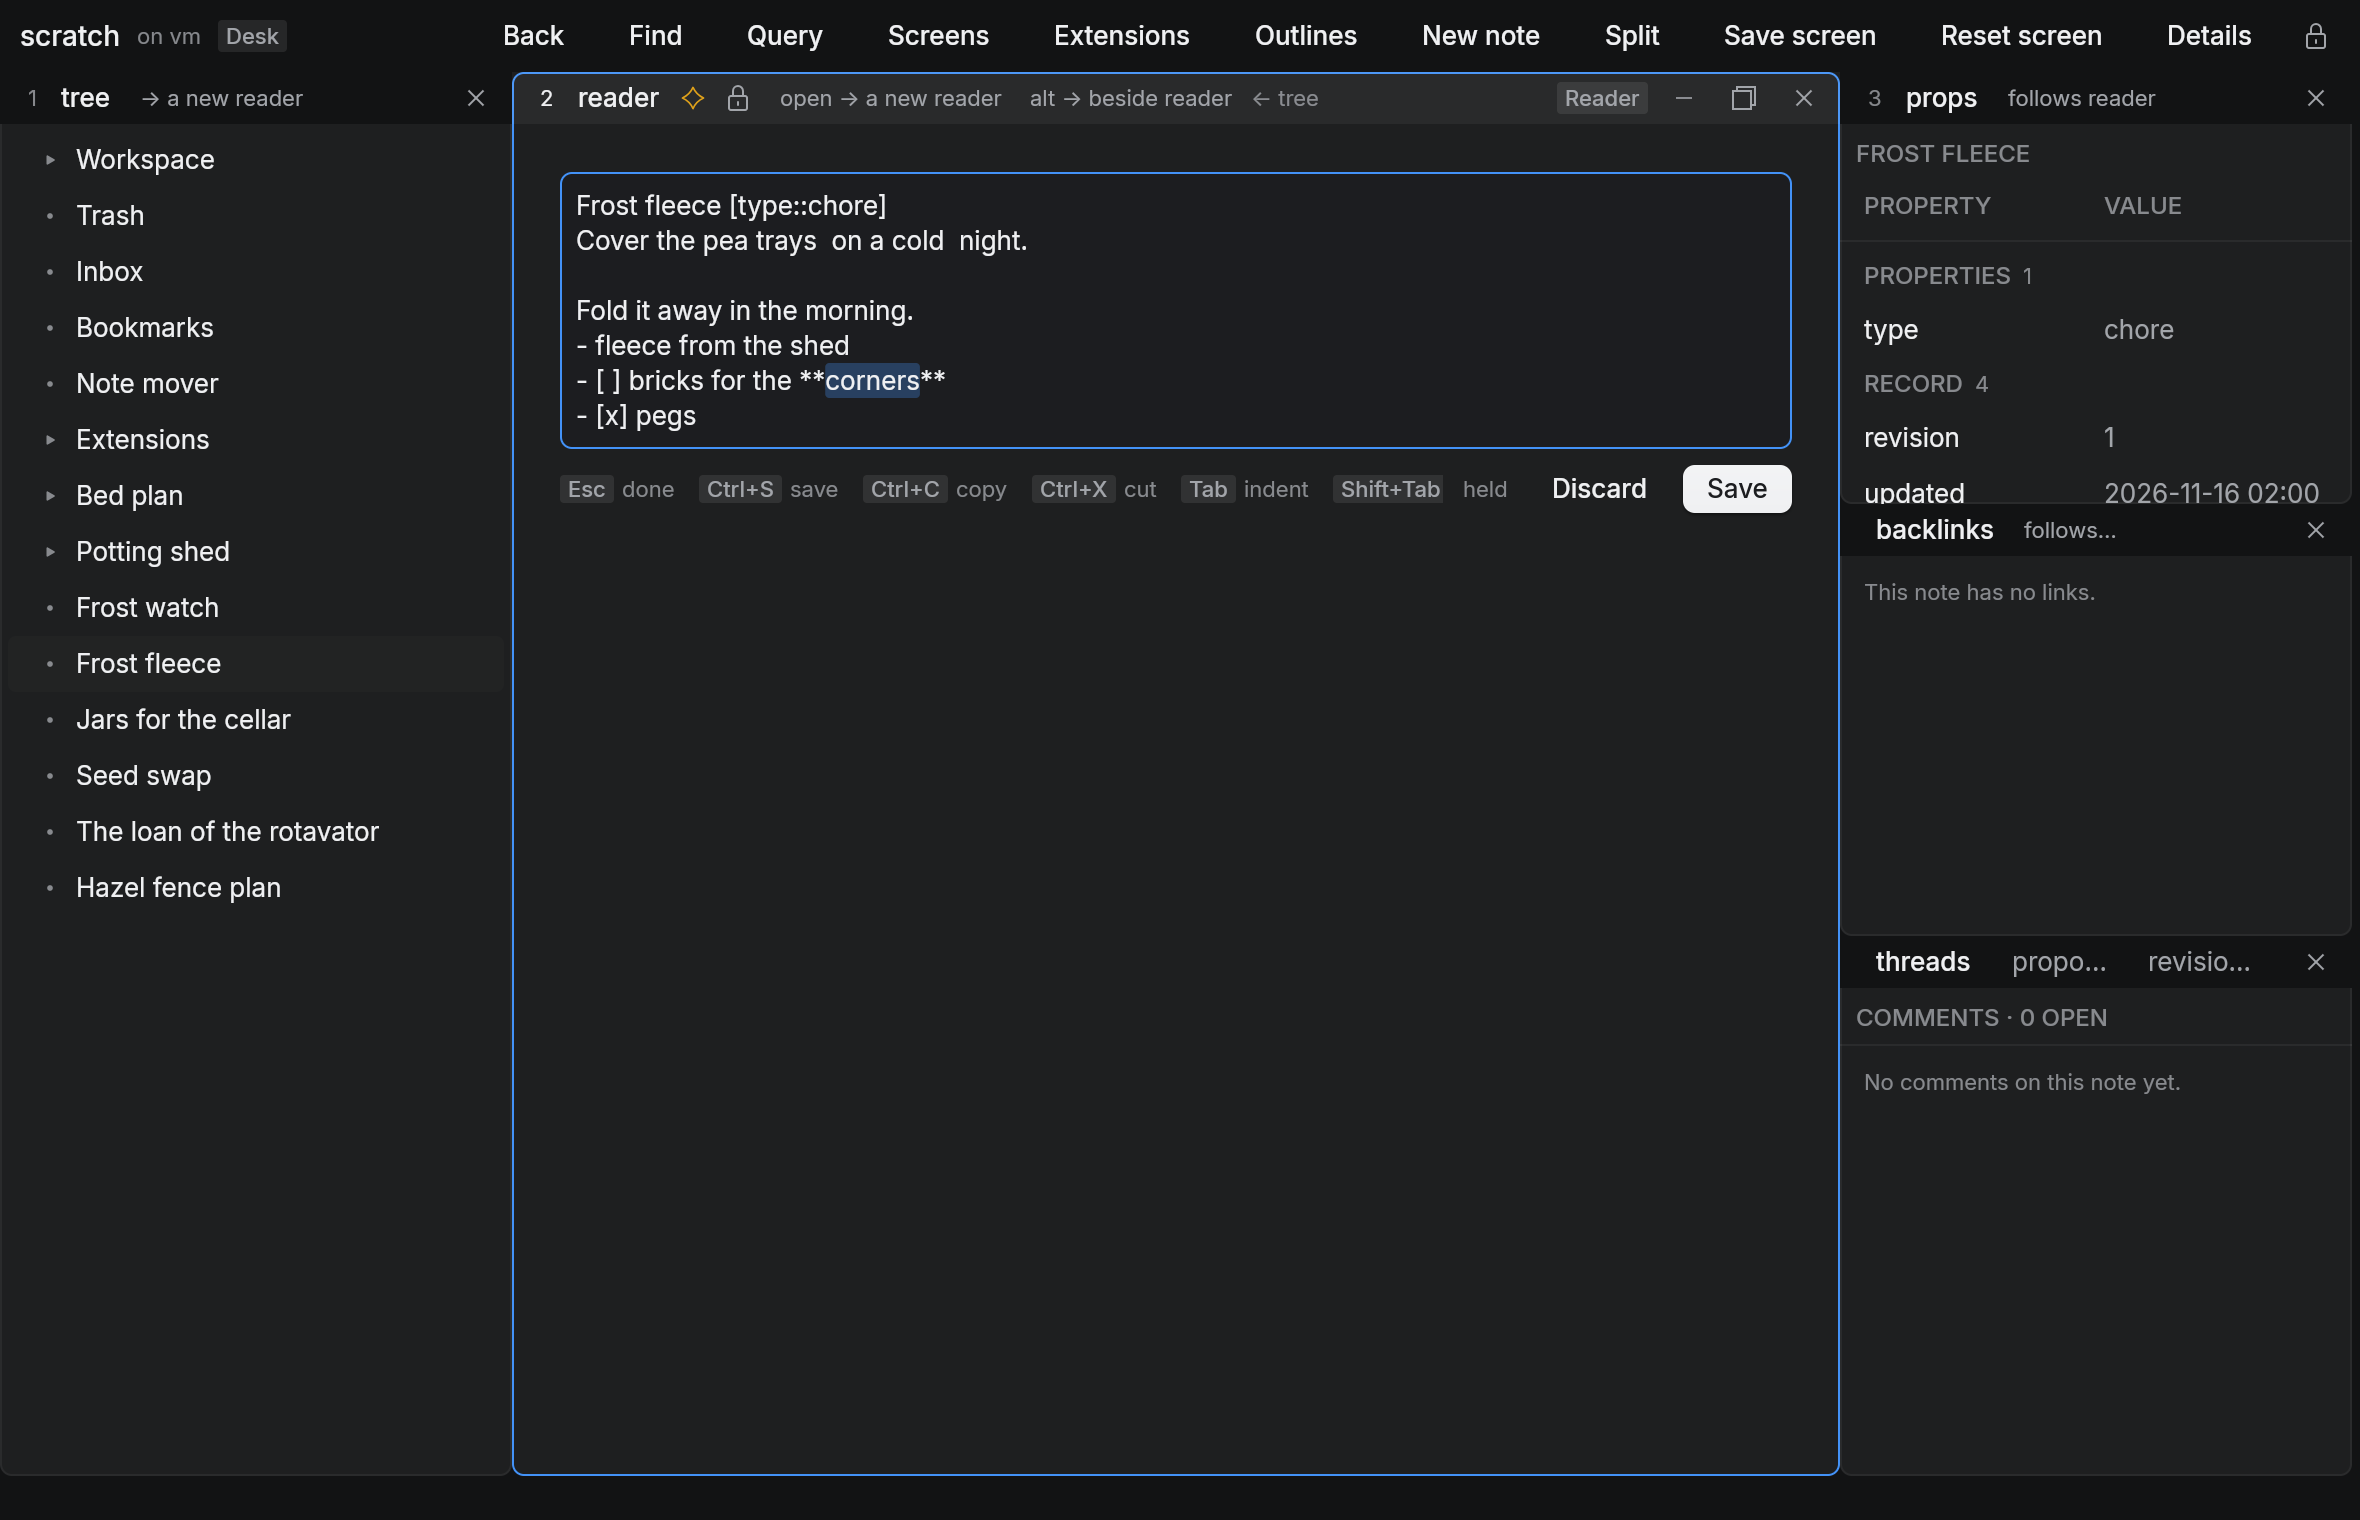 scratch on vm Desk Back Find Query Screens Extensions Outlines New note Split Save screen Reset screen Details
1 tree → a new reader
Workspace
Trash
Inbox
Bookmarks
Note mover
Extensions
Bed plan
Potting shed
Frost watch
Frost fleece
Jars for the cellar
Seed swap
The loan of the rotavator
Hazel fence plan
2 reader open → a new reader alt → beside reader ← tree Reader
Frost fleece [type::chore]
Cover the pea trays  on a cold  night.
Fold it away in the morning.
- fleece from the shed
- [ ] bricks for the **corners**
- [x] pegs
Esc done Ctrl+S save Ctrl+C copy Ctrl+X cut Tab indent Shift+Tab held Discard Save
3 props follows reader
FROST FLEECE
PROPERTY VALUE
PROPERTIES 1
type chore
RECORD 4
revision 1
updated 2026-11-16 02:00
backlinks follows...
This note has no links.
threads propo... revisio...
COMMENTS · 0 OPEN
No comments on this note yet.